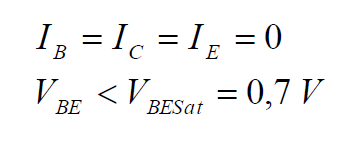 I_B = I_C = I_E = 0
V_BE < V_BESat = 0,7 V